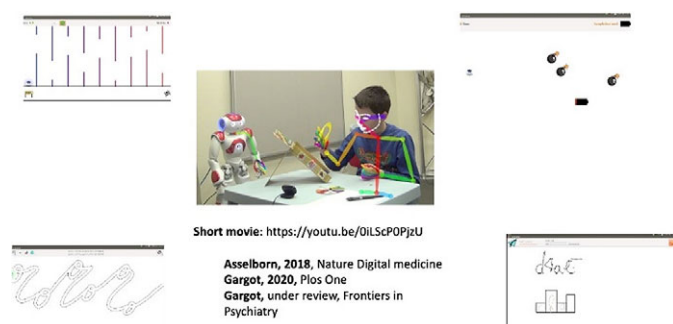 Short movie: https://youtu.be/0iLScP0PjzU
Asselborn, 2018, Nature Digital medicine
Gargot, 2020, Plos One
Gargot, under review, Frontiers in
Psychiatry